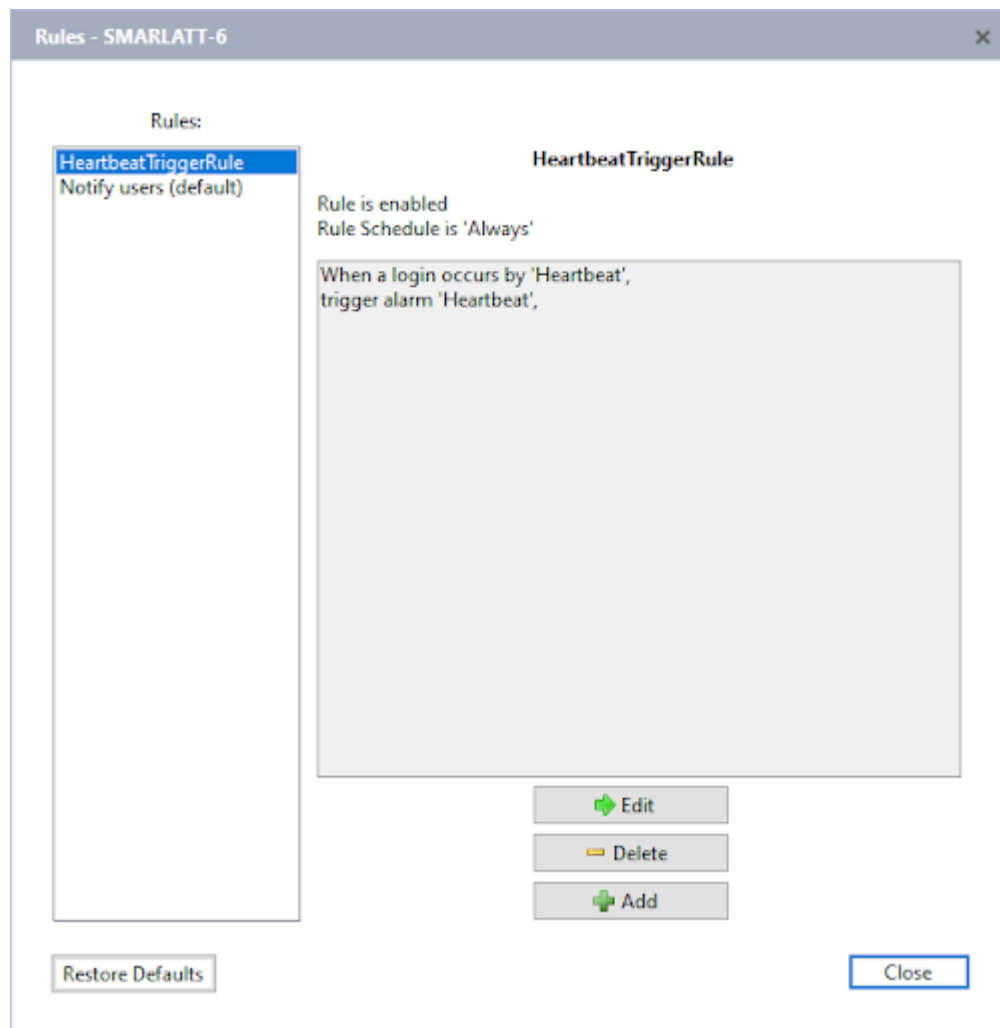 Rules - SMARLATT-6
Rules:
HeartbeatTriggerRule
Notify users (default)
HeartbeatTriggerRule
Rule is enabled
Rule Schedule is 'Always'
When a login occurs by 'Heartbeat',
trigger alarm 'Heartbeat',
Edit
Delete
Add
Restore Defaults
Close